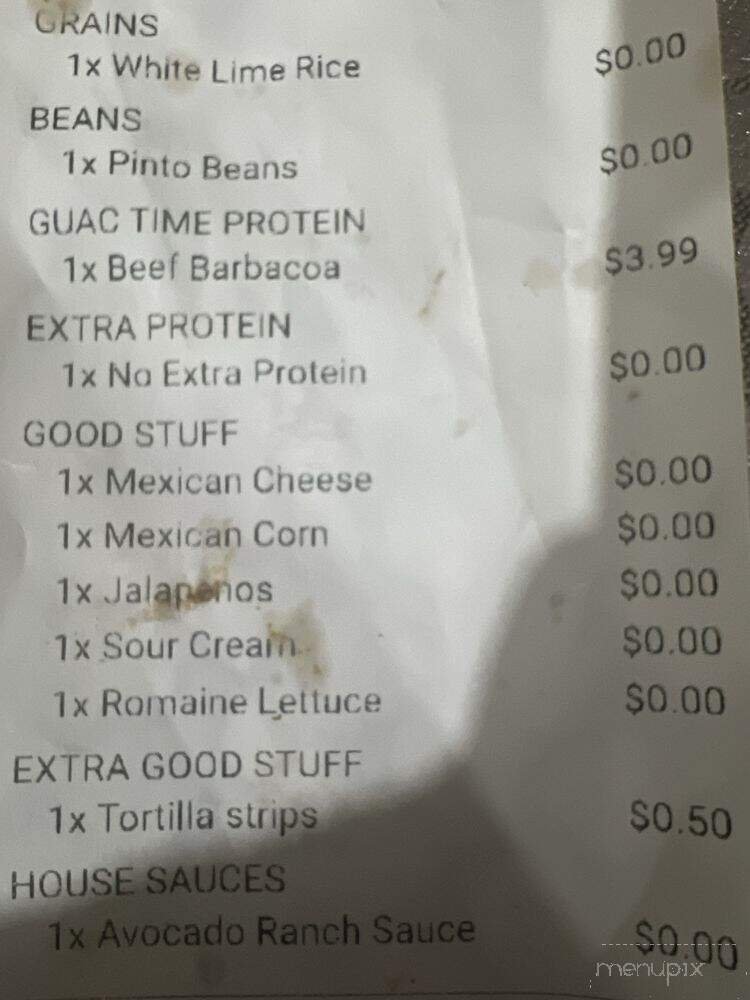 GRAINS
1x White Lime Rice $0.00
BEANS
1x Pinto Beans $0.00
GUAC TIME PROTEIN
1x Beef Barbacoa $3.99
EXTRA PROTEIN
1x No Extra Protein $0.00
GOOD STUFF
1x Mexican Cheese $0.00
1x Mexican Corn $0.00
1x Jalapenos $0.00
1x Sour Cream $0.00
1x Romaine Lettuce $0.00
EXTRA GOOD STUFF
1x Tortilla strips $0.50
HOUSE SAUCES
1x Avocado Ranch Sauce $0.00
menupix